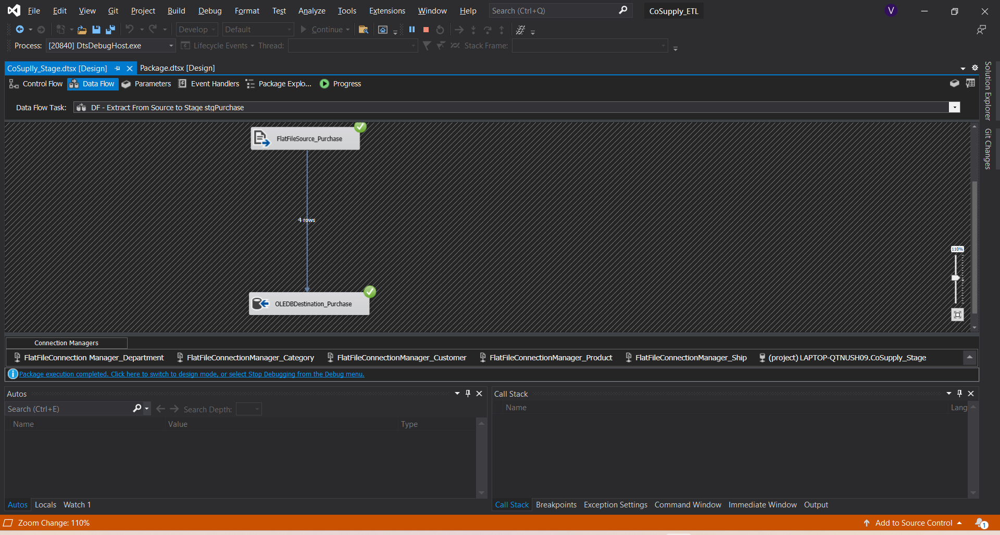 File Edit View Git Project Build Debug Format Test Analyze Tools Extensions Window Help Search (Ctrl+Q) CoSupply_ETL V
Develop Default Continue
Process: [20840] DtsDebugHost.exe Lifecycle Events Thread: Stack Frame:
CoSuplly_Stage.dtsx [Design] Package.dtsx [Design]
Control Flow Data Flow Parameters Event Handlers Package Explo... Progress
Data Flow Task: DF - Extract From Source to Stage stgPurchase
Solution Explorer
Git Changes
FlatFileSource_Purchase
4 rows
110%
OLEDBDestination_Purchase
Connection Managers
FlatFileConnection Manager_Department FlatFileConnectionManager_Category FlatFileConnectionManager_Customer FlatFileConnectionManager_Product FlatFileConnectionManager_Ship (project) LAPTOP-QTNUSH09.CoSupply_Stage
Package execution completed. Click here to switch to design mode, or select Stop Debugging from the Debug menu.
Autos
Search (Ctrl+E) Search Depth:
Name Value Type
Autos Locals Watch 1
Call Stack
Name Lang
Call Stack Breakpoints Exception Settings Command Window Immediate Window Output
Zoom Change: 110% Add to Source Control 1